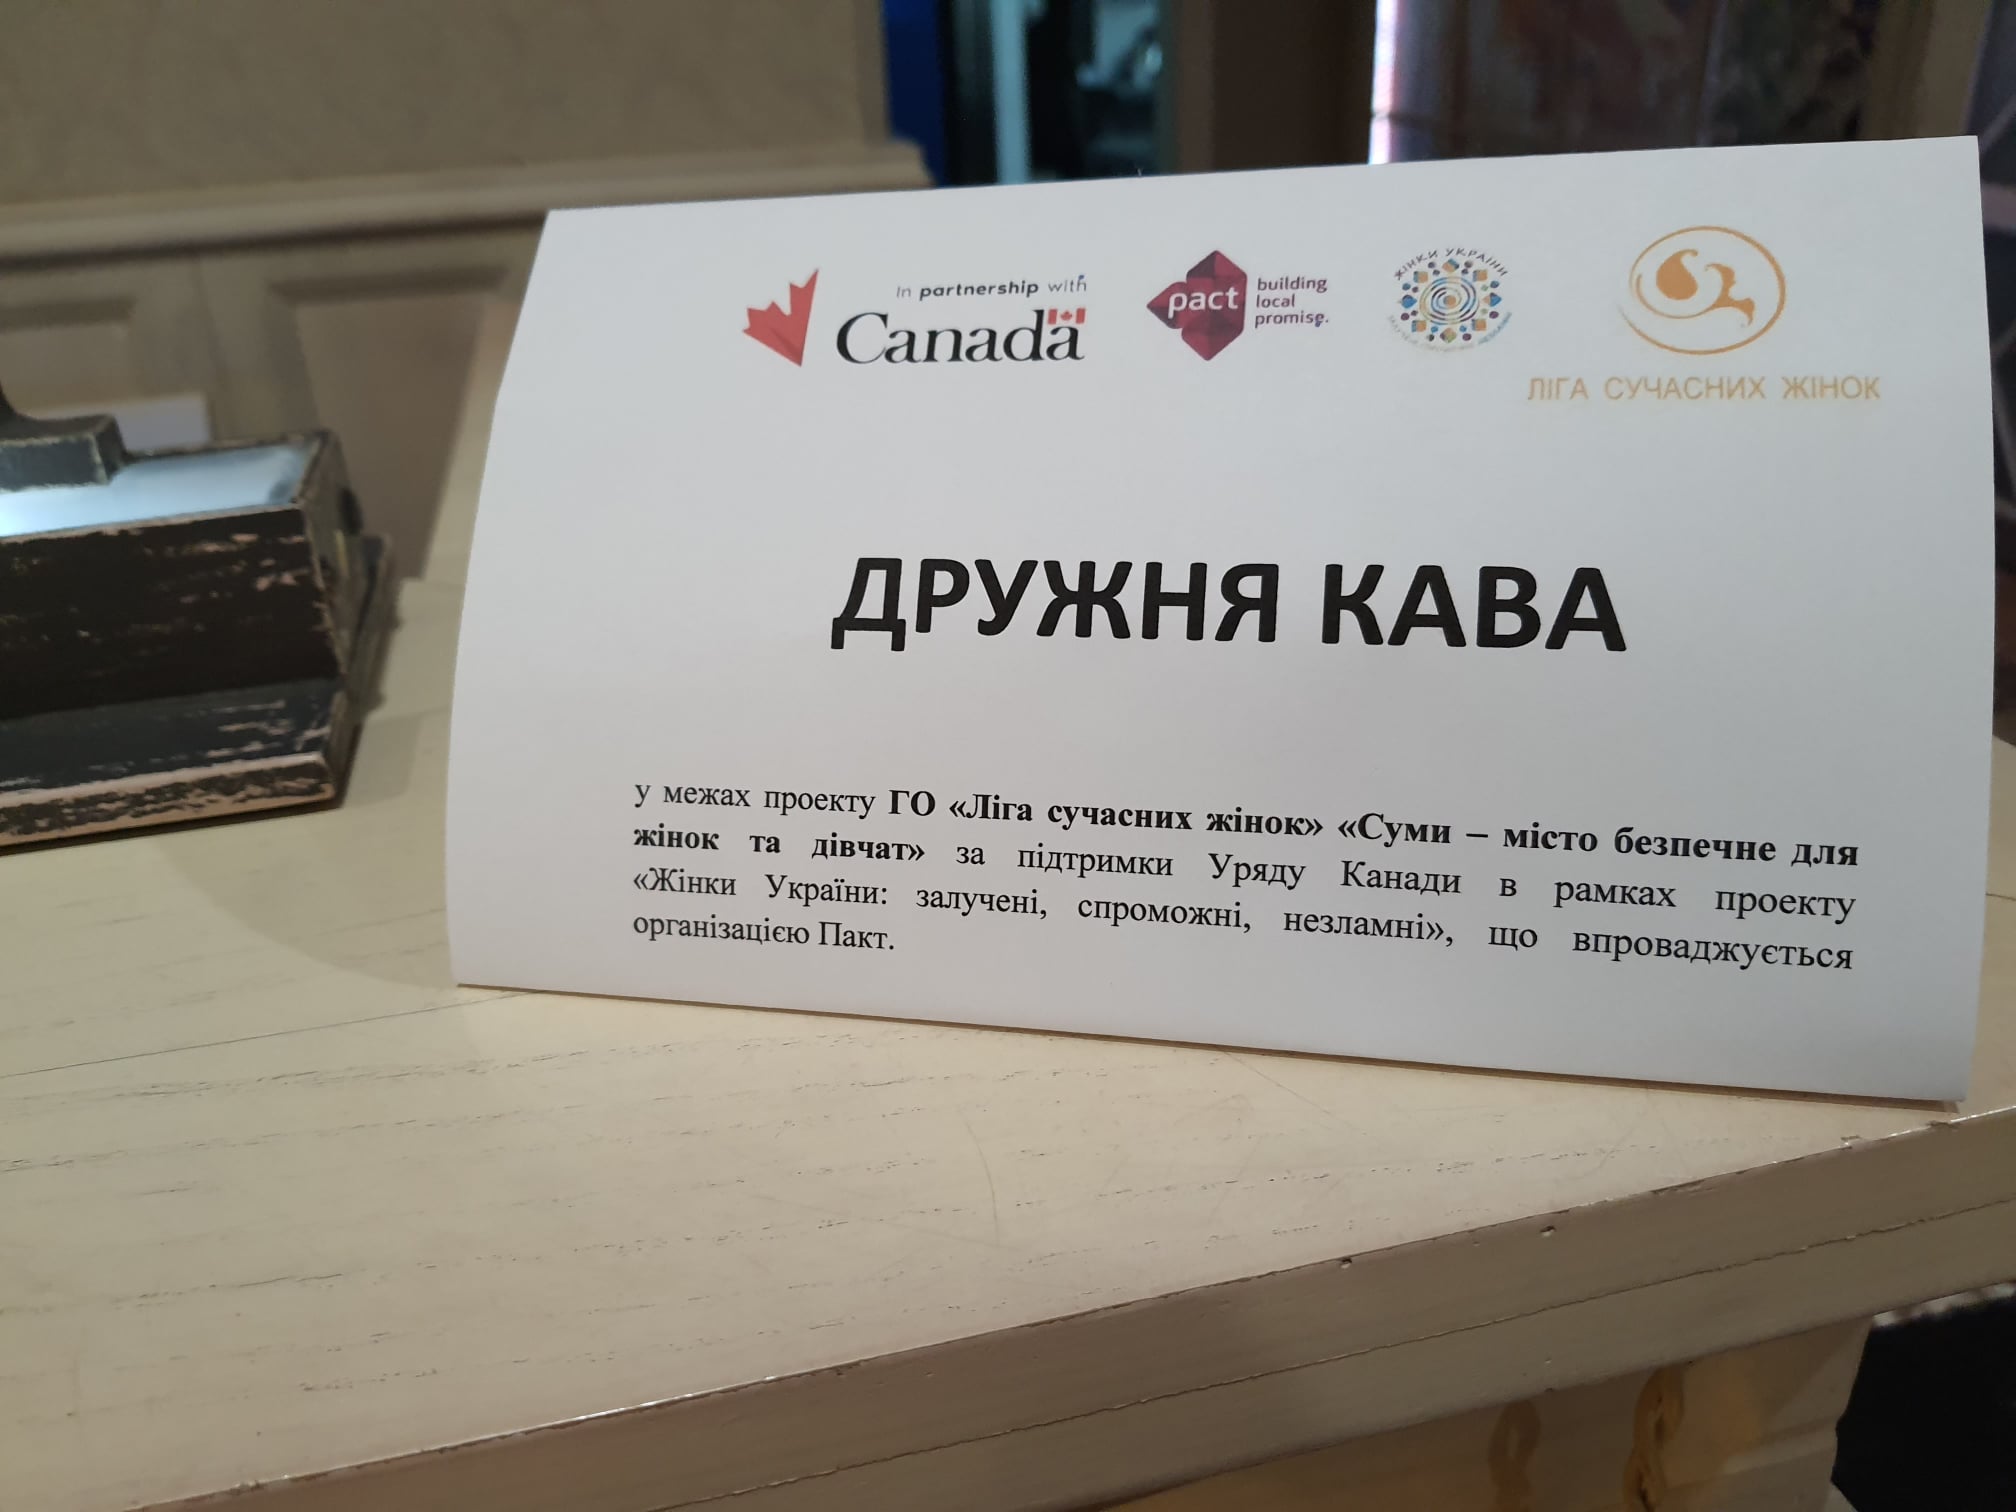 In partnership with
Canada
pact
building
local
promise.
ЖІНКИ УКРАЇНИ
ЛІГА СУЧАСНИХ ЖІНОК
ДРУЖНЯ КАВА
у межах проекту ГО «Ліга сучасних жінок» «Суми – місто безпечне для
жінок та дівчат» за підтримки Уряду Канади в рамках проекту
«Жінки України: залучені, спроможні, незламні», що впроваджується
організацією Пакт.